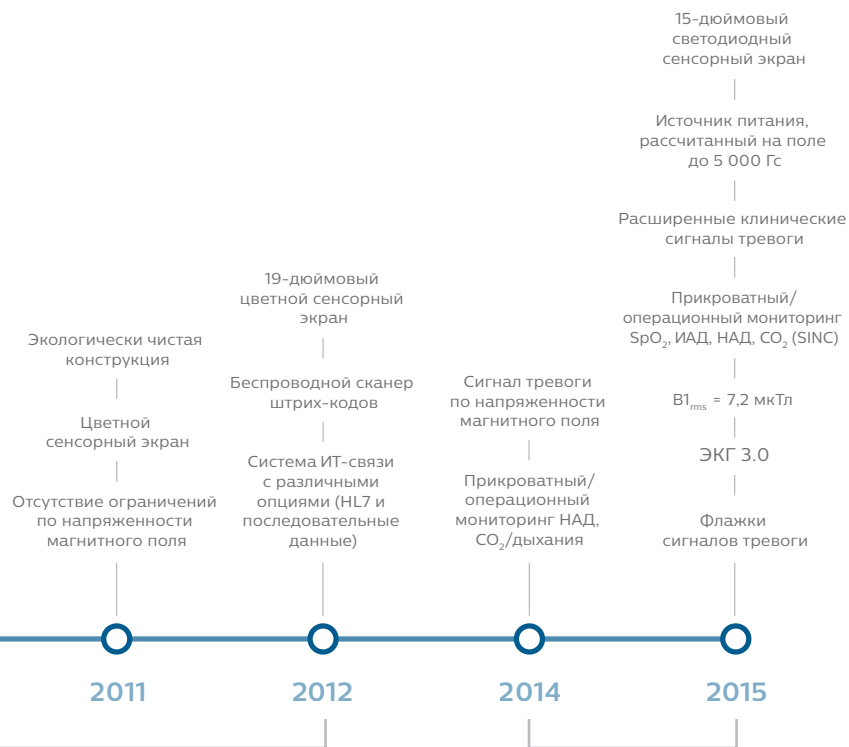 Экологически чистая
конструкция
Цветной
сенсорный экран
Отсутствие ограничений
по напряженности
магнитного поля
2011
19-дюймовый
цветной сенсорный
экран
Беспроводной сканер
штрих-кодов
Система ИТ-связи
с различными
опциями (HL7 и
последовательные
данные)
2012
Сигнал тревоги
по напряженности
магнитного поля
Прикроватный/
операционный
мониторинг НАД,
CO₂/дыхания
2014
15-дюймовый
светодиодный
сенсорный экран
Источник питания,
рассчитанный на поле
до 5 000 Гс
Расширенные клинические
сигналы тревоги
Прикроватный/
операционный мониторинг
SpO₂, ИАД, НАД, CO₂ (SINC)
B1rms = 7,2 мкТл
ЭКГ 3.0
Флажки
сигналов тревоги
2015